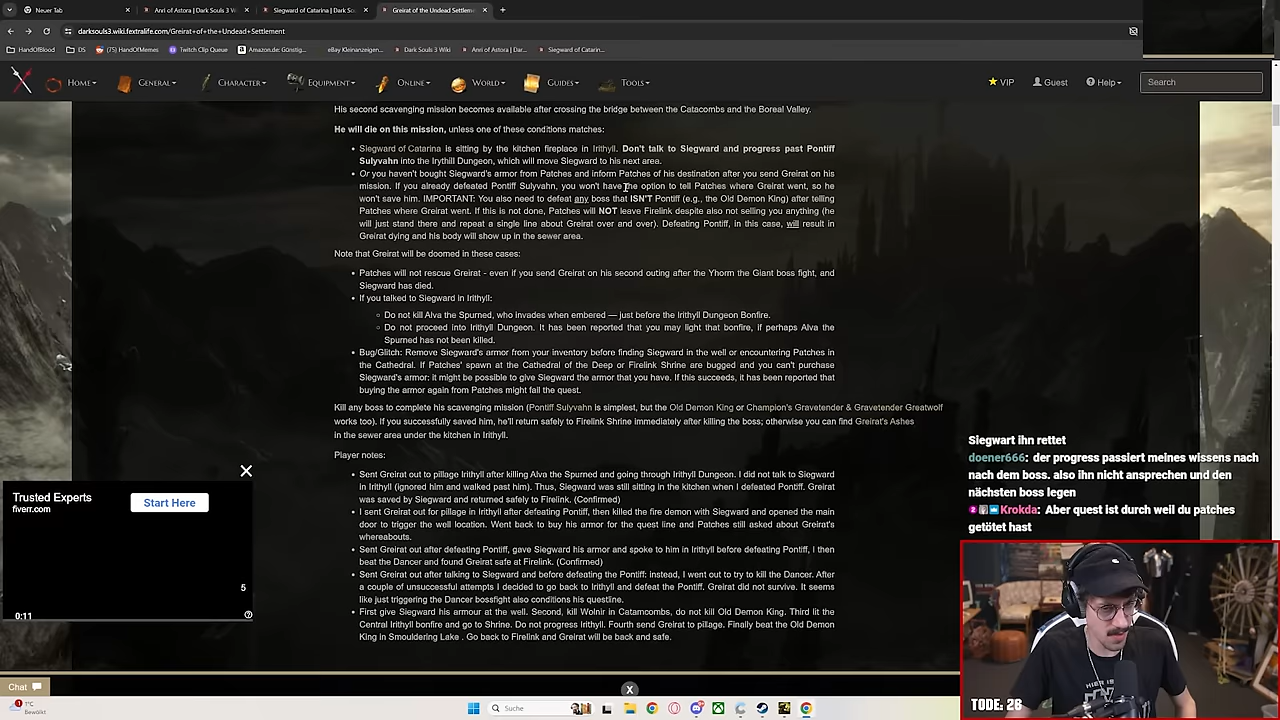 Neuer Tab
Anri of Astora | Dark Souls 3 W
Siegward of Catarina | Dark So
Greirat of the Undead Settlem
darksouls3.wiki.fextralife.com/Greirat+of+the+Undead+Settlement
HandOfBlood
DS
(75) HandOfMemes
Twitch Clip Queue
Amazon.de: Günstig...
eBay Kleinanzeigen...
Dark Souls 3 Wiki
Anri of Astora | Dar...
Siegward of Catarin...
HOME
GENERAL
CHARACTER
EQUIPMENT
ONLINE
WORLD
GUIDES
TOOLS
VIP
Guest
Help
Search
His second scavenging mission becomes available after crossing the bridge between the Catacombs and the Boreal Valley.
He will die on this mission, unless one of these conditions matches:
Siegward of Catarina is sitting by the kitchen fireplace in Irithyll. Don't talk to Siegward and progress past Pontiff
Sulyvahn into the Irythill Dungeon, which will move Siegward to his next area.
Or you haven't bought Siegward's armor from Patches and inform Patches of his destination after you send Greirat on his
mission. If you already defeated Pontiff Sulyvahn, you won't have the option to tell Patches where Greirat went, so he
won't save him. IMPORTANT: You also need to defeat any boss that ISN'T Pontiff (e.g., the Old Demon King) after telling
Patches where Greirat went. If this is not done, Patches will NOT leave Firelink despite also not selling you anything (he
will just stand there and repeat a single line about Greirat over and over). Defeating Pontiff, in this case, will result in
Greirat dying and his body will show up in the sewer area.
Note that Greirat will be doomed in these cases:
Patches will not rescue Greirat - even if you send Greirat on his second outing after the Yhorm the Giant boss fight, and
Siegward has died.
If you talked to Siegward in Irithyll:
Do not kill Alva the Spurned, who invades when embered — just before the Irithyll Dungeon Bonfire.
Do not proceed into Irithyll Dungeon. It has been reported that you may light that bonfire, if perhaps Alva the
Spurned has not been killed.
Bug/Glitch: Remove Siegward's armor from your inventory before finding Siegward in the well or encountering Patches in
the Cathedral. If Patches' spawn at the Cathedral of the Deep or Firelink Shrine are bugged and you can't purchase
Siegward's armor: it might be possible to give Siegward the armor that you have. If this succeeds, it has been reported that
buying the armor again from Patches might fail the quest.
Kill any boss to complete his scavenging mission (Pontiff Sulyvahn is simplest, but the Old Demon King or Champion's Gravetender & Gravetender Greatwolf
works too). If you successfully saved him, he'll return safely to Firelink Shrine immediately after killing the boss; otherwise you can find Greirat's Ashes
in the sewer area under the kitchen in Irithyll.
Player notes:
Sent Greirat out to pillage Irithyll after killing Alva the Spurned and going through Irithyll Dungeon. I did not talk to Siegward
in Irithyll (ignored him and walked past him). Thus, Siegward was still sitting in the kitchen when I defeated Pontiff. Greirat
was saved by Siegward and returned safely to Firelink. (Confirmed)
I sent Greirat out for pillage in Irithyll after defeating Pontiff, then killed the fire demon with Siegward and opened the main
door to trigger the well location. Went back to buy his armor for the quest line and Patches still asked about Greirat's
whereabouts.
Sent Greirat out after defeating Pontiff, gave Siegward his armor and spoke to him in Irithyll before defeating Pontiff, I then
beat the Dancer and found Greirat safe at Firelink. (Confirmed)
Sent Greirat out after talking to Siegward and before defeating the Pontiff: instead, I went out to try to kill the Dancer. After
a couple of unsuccessful attempts I decided to go back to Irithyll and defeat the Pontiff. Greirat did not survive. It seems
like just triggering the Dancer bossfight also conditions his questline.
First give Siegward his armour at the well. Second, kill Wolnir in Catamcombs, do not kill Old Demon King. Third lit the
Central Irithyll bonfire and go to Shrine. Do not progress Irithyll. Fourth send Greirat to pillage. Finally beat the Old Demon
King in Smouldering Lake . Go back to Firelink and Greirat will be back and safe.
Trusted Experts
fiverr.com
Start Here
5
0:11
Siegwart ihn rettet
doener666: der progress passiert meines wissens nach
nach dem boss. also ihn nicht ansprechen und den
nächsten boss legen
Krokda: Aber quest ist durch weil du patches
getötet hast
TODE: 28
Chat
X
1°C
Bewölkt
Suche